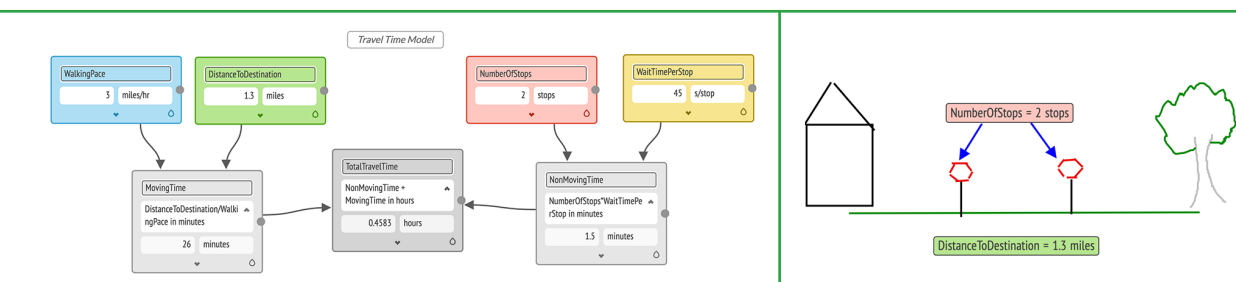 Travel Time Model
WalkingPace
3 miles/hr
DistanceToDestination
1.3 miles
NumberOfStops
2 stops
WaitTimePerStop
45 s/stop
MovingTime
DistanceToDestination/Walki
ngPace in minutes
26 minutes
TotalTravelTime
NonMovingTime +
MovingTime in hours
0.4583 hours
NonMovingTime
NumberOfStops*WaitTimePe
rStop in minutes
1.5 minutes
NumberOfStops = 2 stops
DistanceToDestination = 1.3 miles